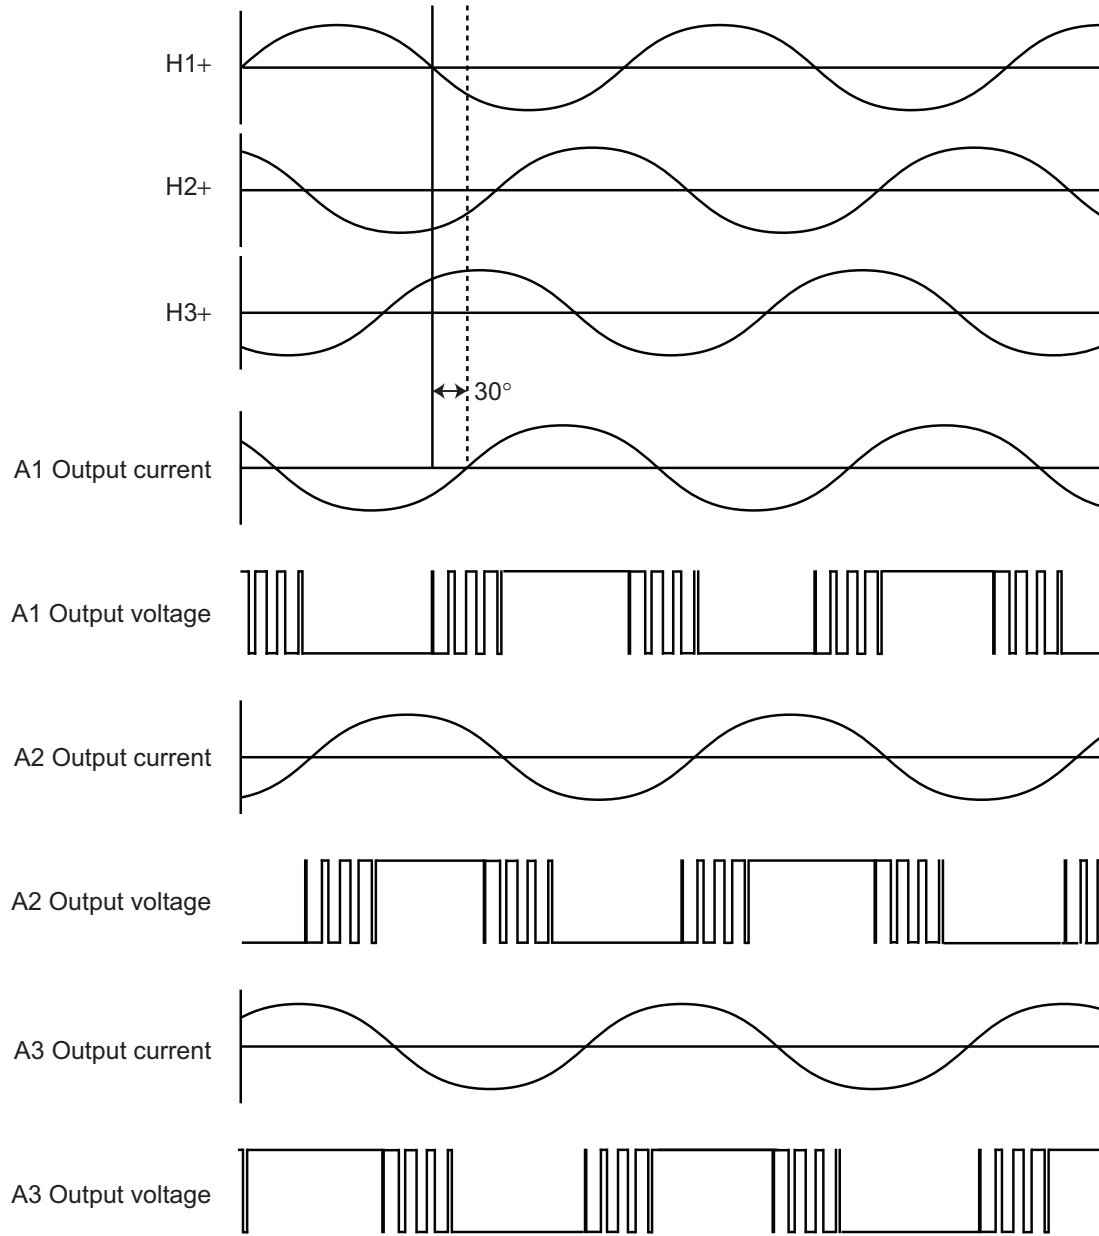 H1+
H2+
H3+
30°
A1 Output current
A1 Output voltage
A2 Output current
A2 Output voltage
A3 Output current
A3 Output voltage